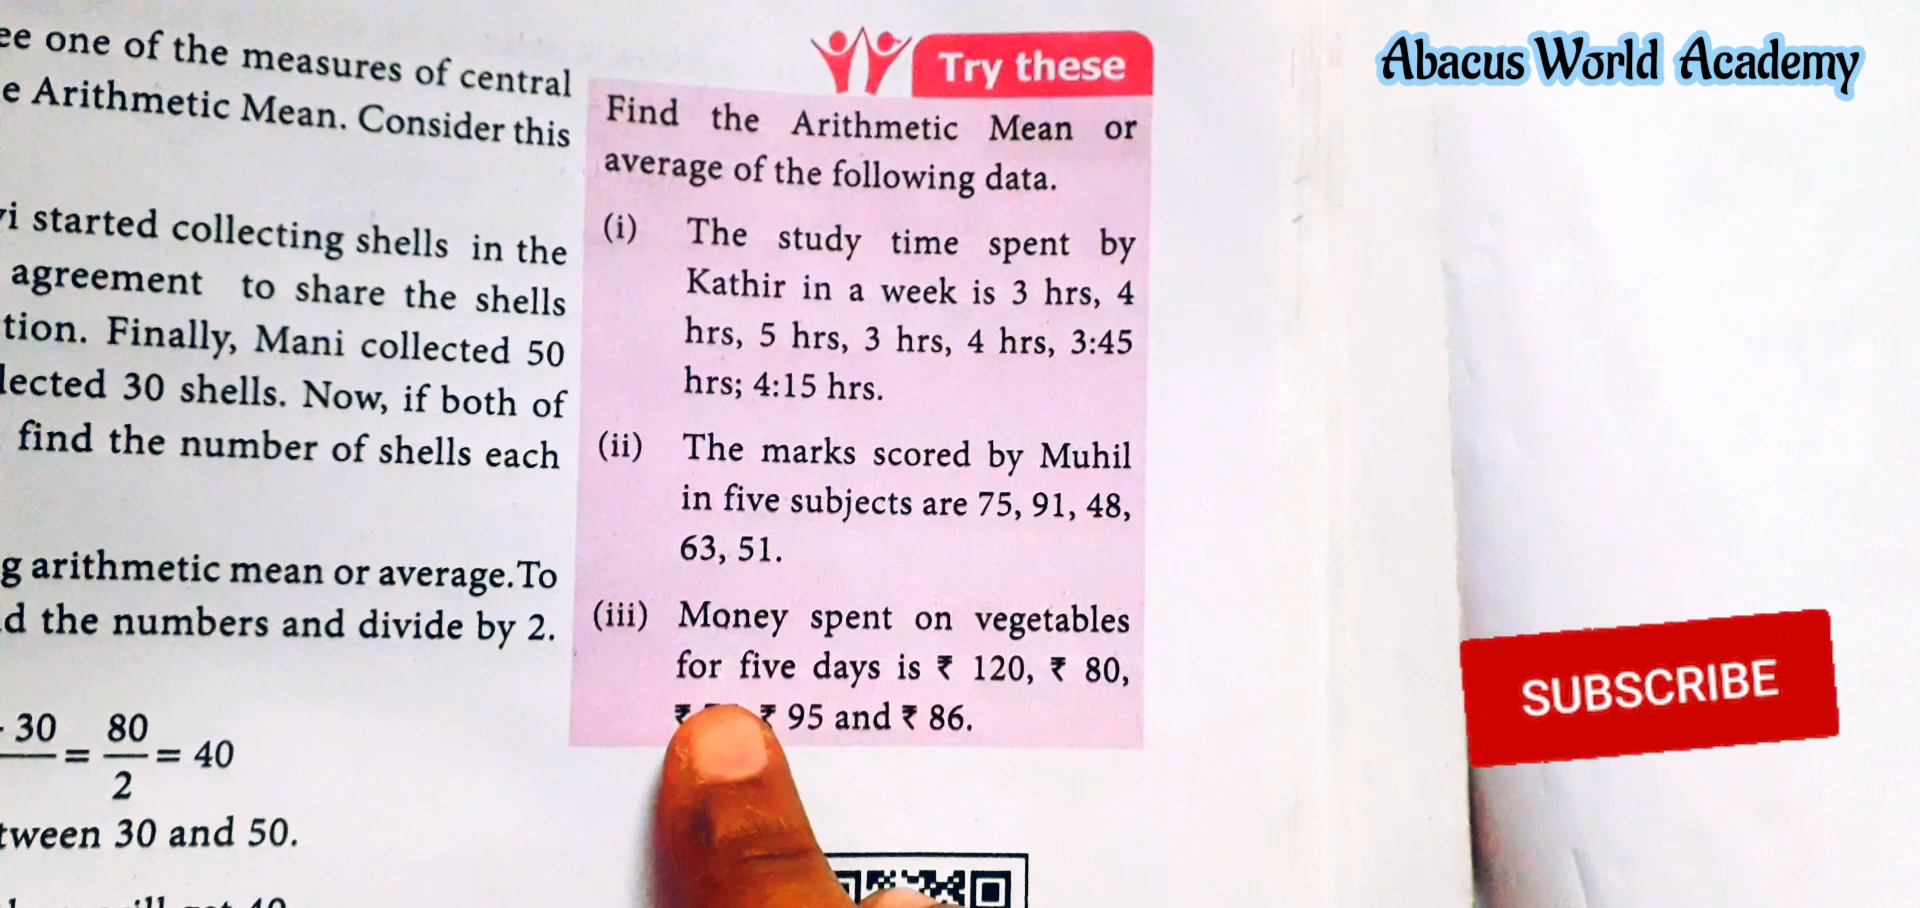 ee one of the measures of central
e Arithmetic Mean. Consider this
i started collecting shells in the
agreement to share the shells
tion. Finally, Mani collected 50
lected 30 shells. Now, if both of
find the number of shells each
g arithmetic mean or average.To
d the numbers and divide by 2.
30 = 80 = 40
2
tween 30 and 50.
Try these
Find the Arithmetic Mean or
average of the following data.
(i) The study time spent by
Kathir in a week is 3 hrs, 4
hrs, 5 hrs, 3 hrs, 4 hrs, 3:45
hrs; 4:15 hrs.
(ii) The marks scored by Muhil
in five subjects are 75, 91, 48,
63, 51.
(iii) Money spent on vegetables
for five days is ₹ 120, ₹ 80,
₹ ₹ 95 and ₹ 86.
Abacus World Academy
SUBSCRIBE